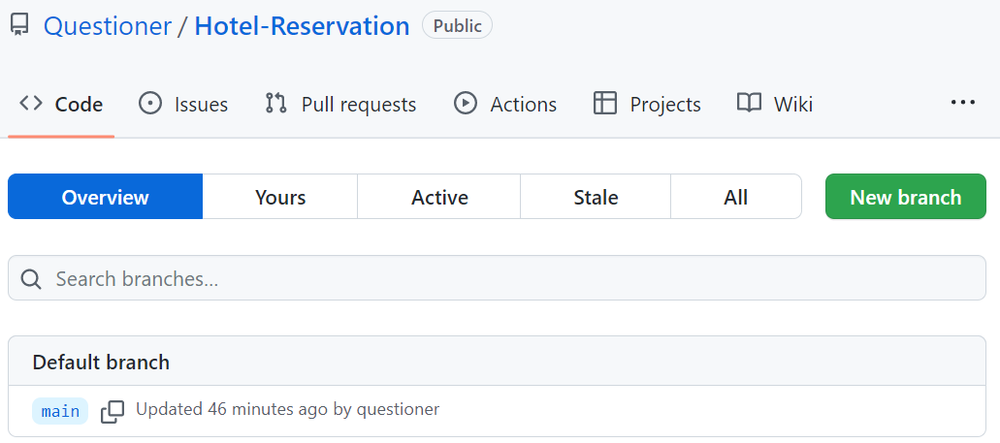 Questioner / Hotel-Reservation Public
Code Issues Pull requests Actions Projects Wiki ...
Overview Yours Active Stale All New branch
Search branches...
Default branch
main Updated 46 minutes ago by questioner